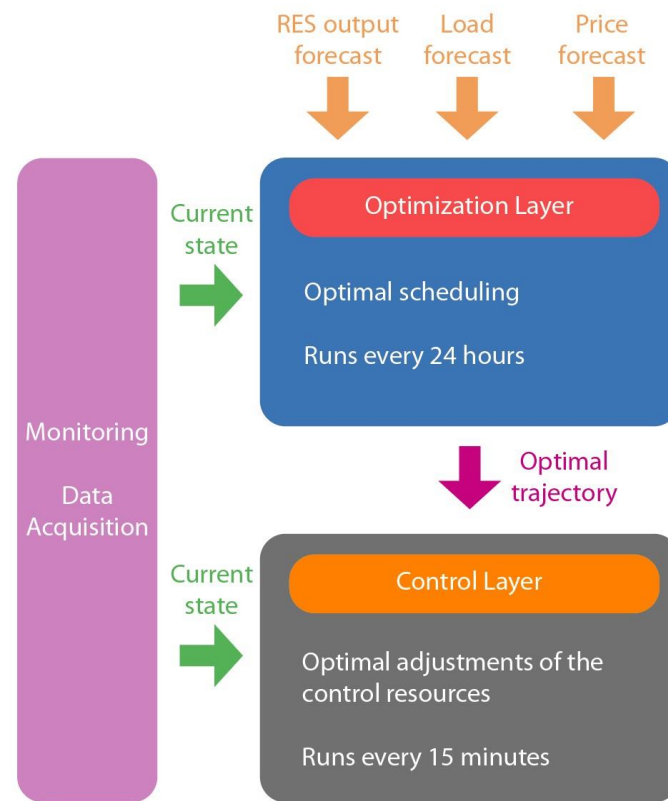 RES output
forecast
Load
forecast
Price
forecast
Current
state
Optimization Layer
Optimal scheduling
Runs every 24 hours
Monitoring
Data
Acquisition
Optimal
trajectory
Current
state
Control Layer
Optimal adjustments of the
control resources
Runs every 15 minutes